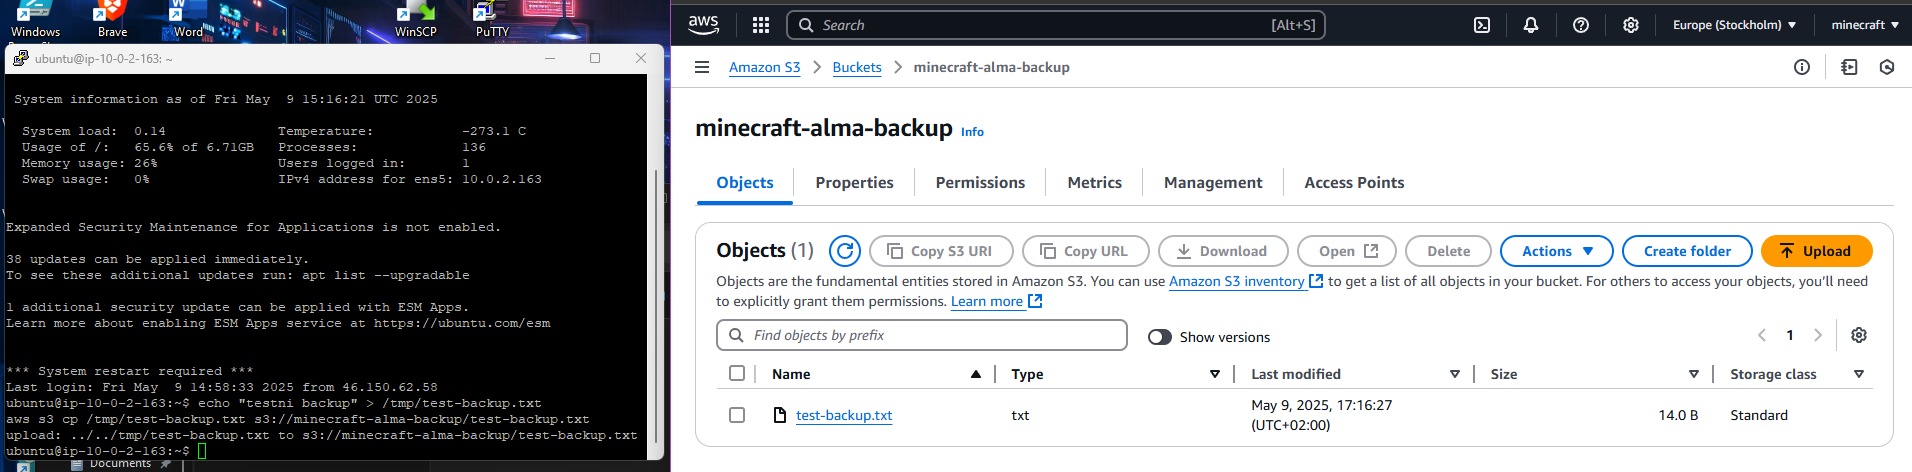 Windows
Brave
Word
WinSCP
PuTTY
ubuntu@ip-10-0-2-163: ~
System information as of Fri May  9 15:16:21 UTC 2025
System load:  0.14  Temperature:  -273.1 C
Usage of /:  65.6% of 6.71GB  Processes:  136
Memory usage: 26%  Users logged in:  1
Swap usage:  0%  IPv4 address for ens5: 10.0.2.163
Expanded Security Maintenance for Applications is not enabled.
38 updates can be applied immediately.
To see these additional updates run: apt list --upgradable
1 additional security update can be applied with ESM Apps.
Learn more about enabling ESM Apps service at https://ubuntu.com/esm
*** System restart required ***
Last login: Fri May  9 14:58:33 2025 from 46.150.62.58
ubuntu@ip-10-0-2-163:~$ echo "testni backup" > /tmp/test-backup.txt
aws s3 cp /tmp/test-backup.txt s3://minecraft-alma-backup/test-backup.txt
upload: ../../tmp/test-backup.txt to s3://minecraft-alma-backup/test-backup.txt
ubuntu@ip-10-0-2-163:~$
Documents
aws
Search [Alt+S]
Europe (Stockholm)
minecraft
Amazon S3 > Buckets > minecraft-alma-backup
minecraft-alma-backup Info
Objects
Properties
Permissions
Metrics
Management
Access Points
Objects (1)
Copy S3 URI
Copy URL
Download
Open
Delete
Actions
Create folder
Upload
Objects are the fundamental entities stored in Amazon S3. You can use Amazon S3 inventory to get a list of all objects in your bucket. For others to access your objects, you'll need
to explicitly grant them permissions. Learn more
Find objects by prefix
Show versions
1
Name
Type
Last modified
Size
Storage class
test-backup.txt
txt
May 9, 2025, 17:16:27
(UTC+02:00)
14.0 B
Standard